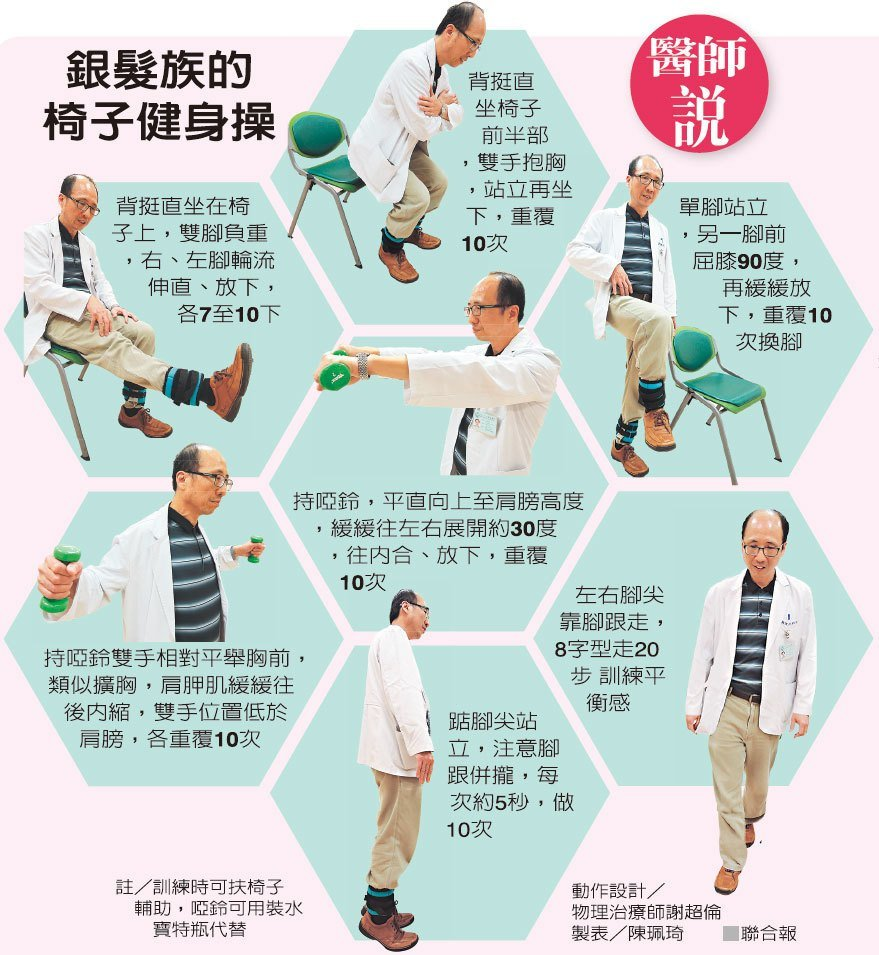 銀髮族的
椅子健身操
醫師
説
背挺直
坐椅子
前半部
，雙手抱胸
，站立再坐
下，重覆
10次
背挺直坐在椅
子上，雙腳負重
，右、左腳輪流
伸直、放下，
各7至10下
單腳站立
，另一腳前
屈膝90度，
再緩緩放
下，重覆10
次換腳
持啞鈴，平直向上至肩膀高度
，緩緩往左右展開約30度
，往内合、放下，重覆
10次
持啞鈴雙手相對平舉胸前，
類似擴胸，肩胛肌緩緩往
後内縮，雙手位置低於
肩膀，各重覆10次
左右腳尖
靠腳跟走，
8字型走20
步 訓練平
衡感
踮腳尖站
立，注意腳
跟併攏，每
次約5秒，做
10次
註／訓練時可扶椅子
輔助，啞鈴可用裝水
寶特瓶代替
動作設計／
物理治療師謝超倫
製表／陳珮琦 ■聯合報